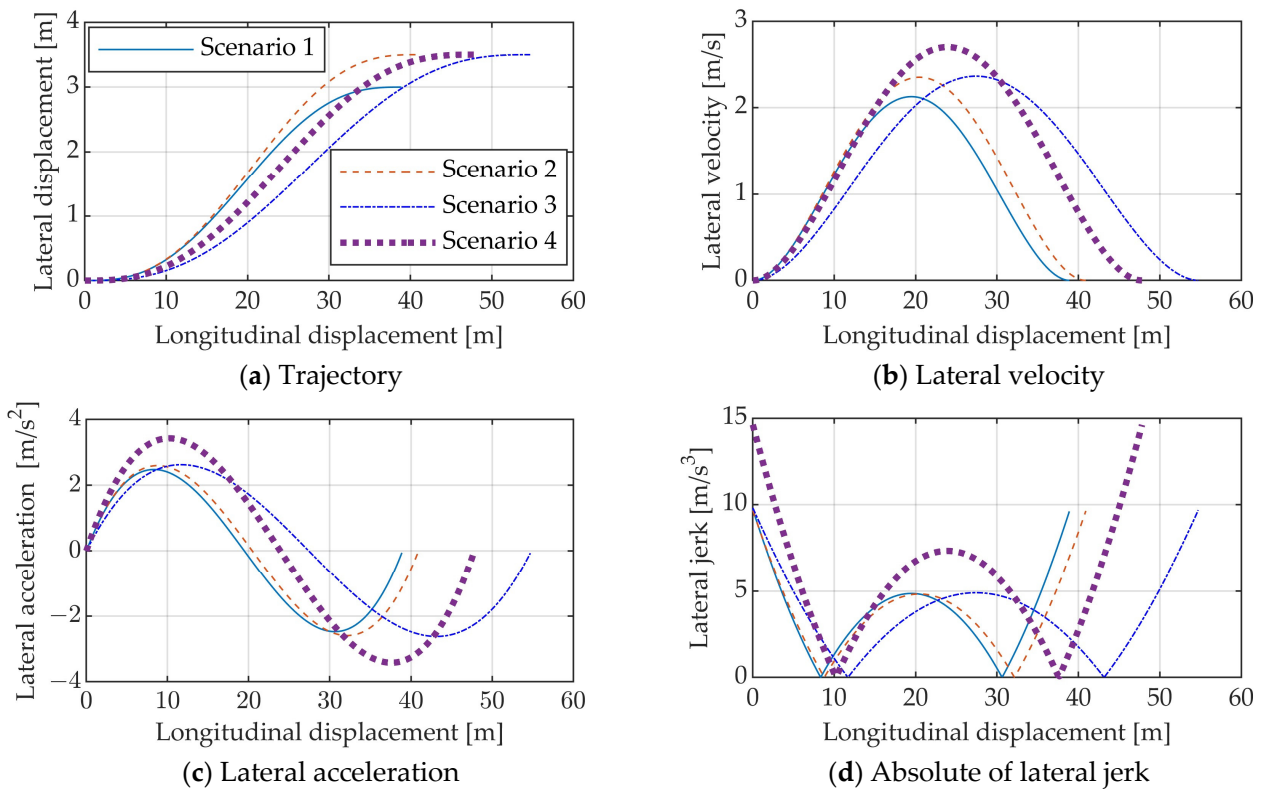 Lateral displacement [m]
4
3
2
1
0
Scenario 1
Scenario 2
Scenario 3
Scenario 4
0 10 20 30 40 50 60
Longitudinal displacement [m]
(a) Trajectory
Lateral velocity [m/s]
3
2
1
0
0 10 20 30 40 50 60
Longitudinal displacement [m]
(b) Lateral velocity
Lateral acceleration [m/s²]
4
2
0
−2
−4
0 10 20 30 40 50 60
Longitudinal displacement [m]
(c) Lateral acceleration
Lateral jerk [m/s³]
15
10
5
0
0 10 20 30 40 50 60
Longitudinal displacement [m]
(d) Absolute of lateral jerk